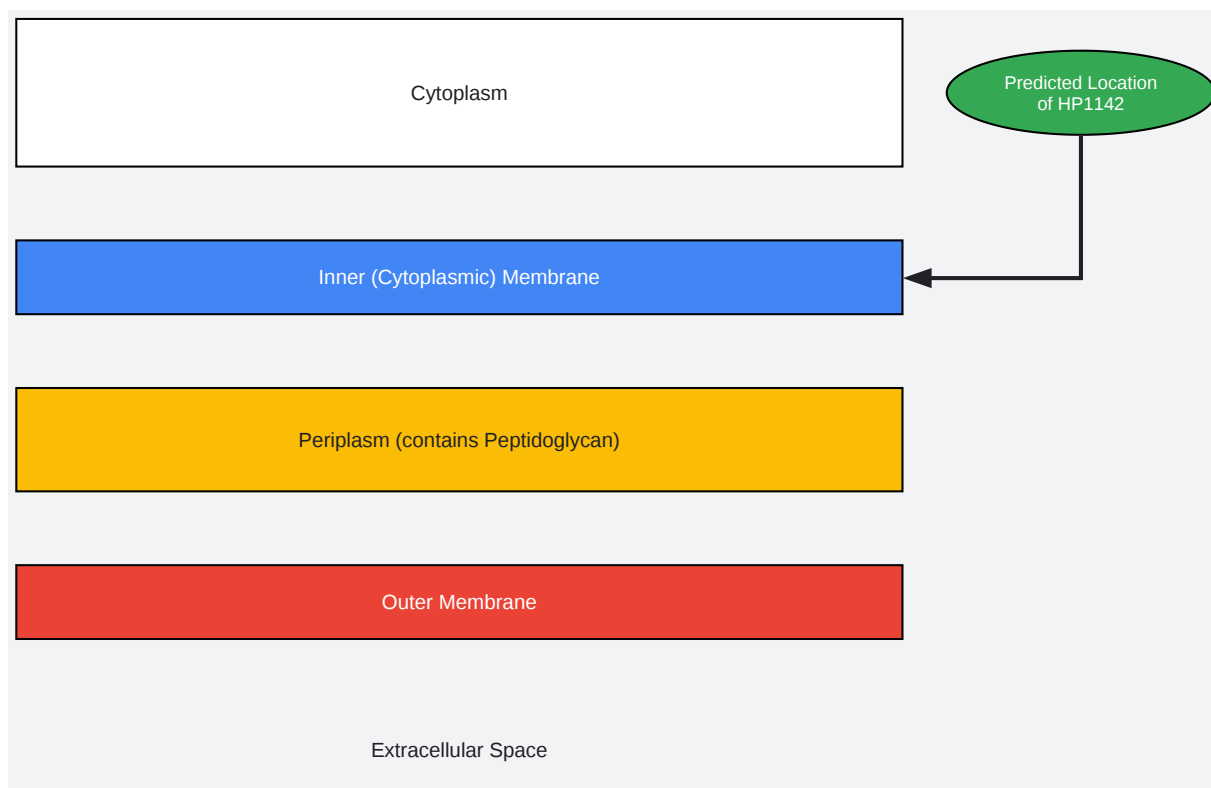 Cytoplasm
Predicted Location
of HP1142
Inner (Cytoplasmic) Membrane
Periplasm (contains Peptidoglycan)
Outer Membrane
Extracellular Space